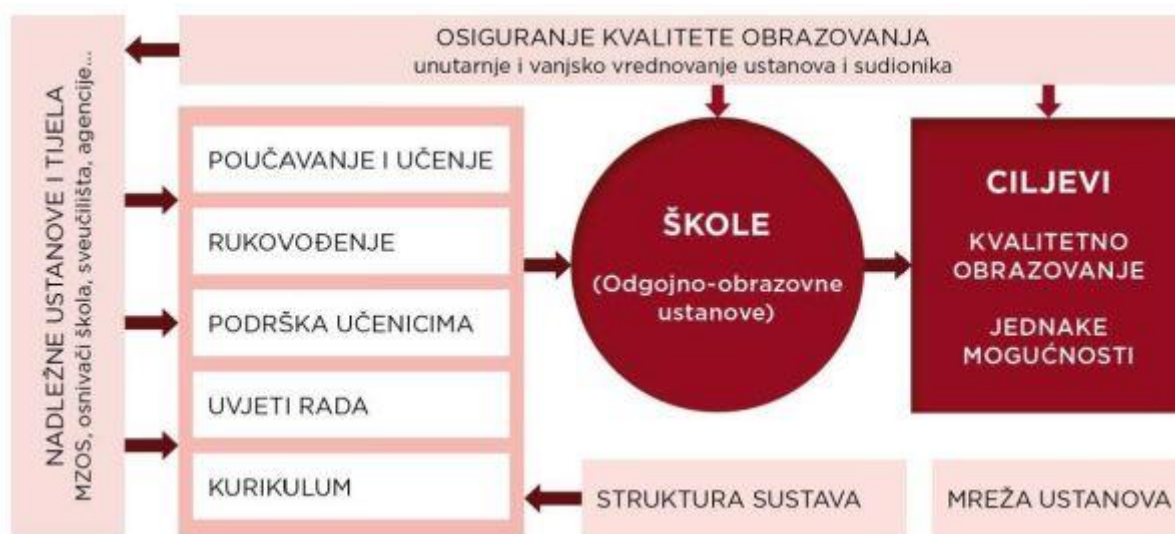 OSIGURANJE KVALITETE OBRAZOVANJA
unutarnje i vanjsko vrednovanje ustanova i sudionika
NADLEŽNE USTANOVE I TIJELA
MZOS, osnivači škola, sveučilišta, agencije...
POUČAVANJE I UČENJE
RUKOVOĐENJE
PODRŠKA UČENICIMA
UVJETI RADA
KURIKULUM
ŠKOLE
(Odgojno-obrazovne
ustanove)
CILJEVI
KVALITETNO
OBRAZOVANJE
JEDNAKE
MOGUĆNOSTI
STRUKTURA SUSTAVA
MREŽA USTANOVA